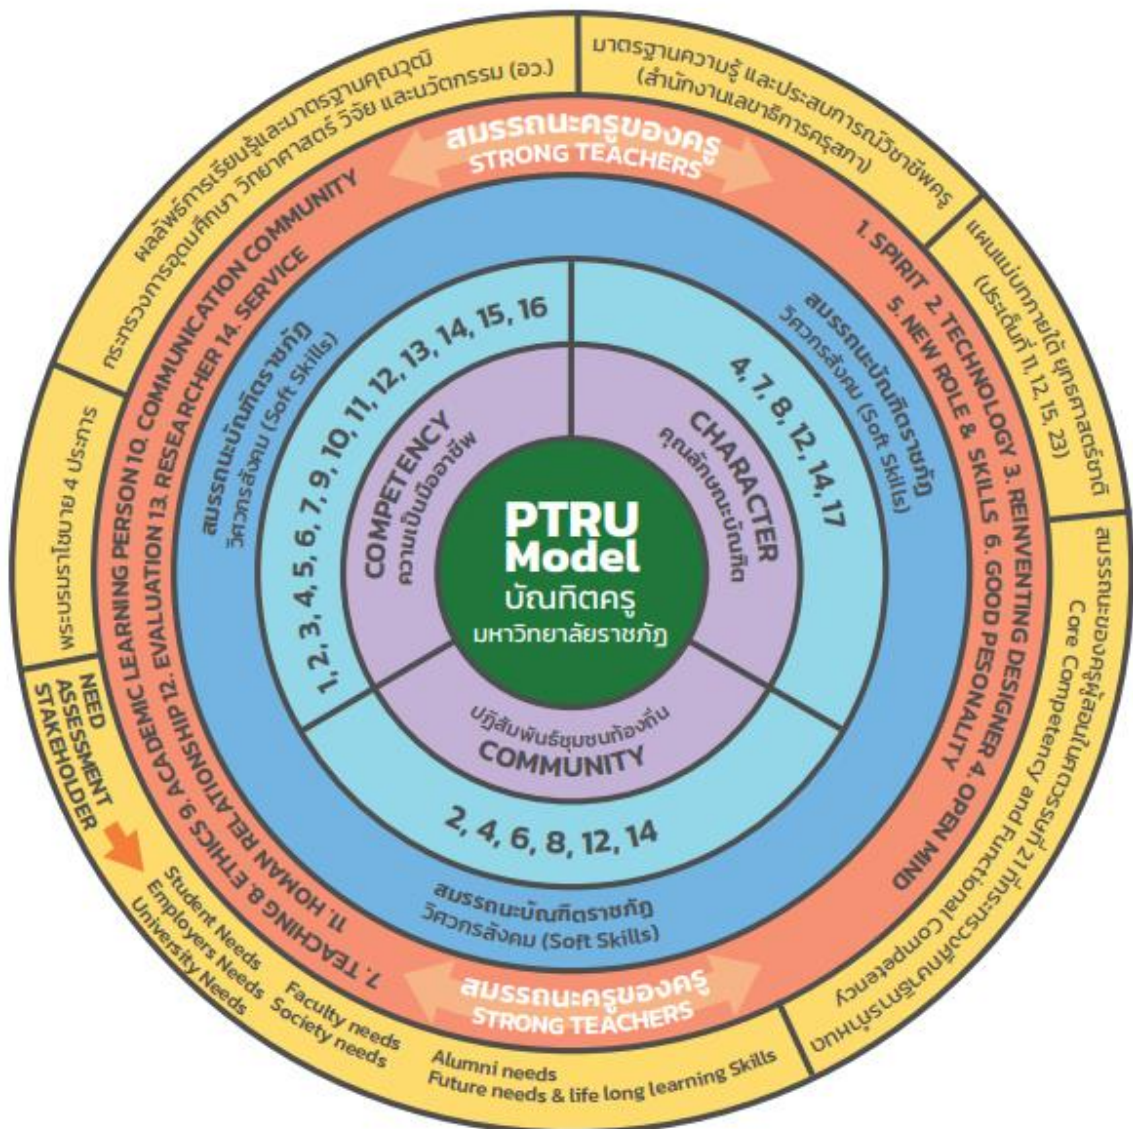 ผลลัพธ์การเรียนรู้และมาตรฐานคุณวุฒิ
กระทรวงการอุดมศึกษา วิทยาศาสตร์ วิจัย และนวัตกรรม (อว.)
มาตรฐานความรู้ และประสบการณ์วิชาชีพครู
(สำนักงานเลขาธิการคุรุสภา)
แผนแม่บทภายใต้ ยุทธศาสตร์ชาติ
(ประเด็นที่ 11, 12, 15, 23)
สมรรถนะของครูผู้สอนในศตวรรษที่ 21 ที่กระทรวงศึกษาธิการกำหนด
Core Competency and Functional Competency
พระบรมราโชบาย 4 ประการ
NEED
ASSESSMENT
STAKEHOLDER
Student Needs
Employers Needs
University Needs
Faculty needs
Society needs
Alumni needs
Future needs & life long learning Skills
สมรรถนะครูของครู
STRONG TEACHERS
1. SPIRIT 2. TECHNOLOGY 3. REINVENTING DESIGNER 4. OPEN MIND
5. NEW ROLE & SKILLS 6. GOOD PESONALITY
7. TEACHING 8. ETHICS 9. ACADEMIC LEARNING PERSON 10. COMMUNICATION COMMUNITY
11. HOMAN RELATIONSHIP 12. EVALUATION 13. RESEARCHER 14. SERVICE
สมรรถนะครูของครู
STRONG TEACHERS
สมรรถนะบัณฑิตราชภัฏ
วิศวกรสังคม (Soft Skills)
สมรรถนะบัณฑิตราชภัฏ
วิศวกรสังคม (Soft Skills)
สมรรถนะบัณฑิตราชภัฏ
วิศวกรสังคม (Soft Skills)
1, 2, 3, 4, 5, 6, 7, 9, 10, 11, 12, 13, 14, 15, 16
4, 7, 8, 12, 14, 17
2, 4, 6, 8, 12, 14
COMPETENCY
ความเป็นมืออาชีพ
CHARACTER
คุณลักษณะบัณฑิต
ปฏิสัมพันธ์ชุมชนท้องถิ่น
COMMUNITY
PTRU
Model
บัณฑิตครู
มหาวิทยาลัยราชภัฏ